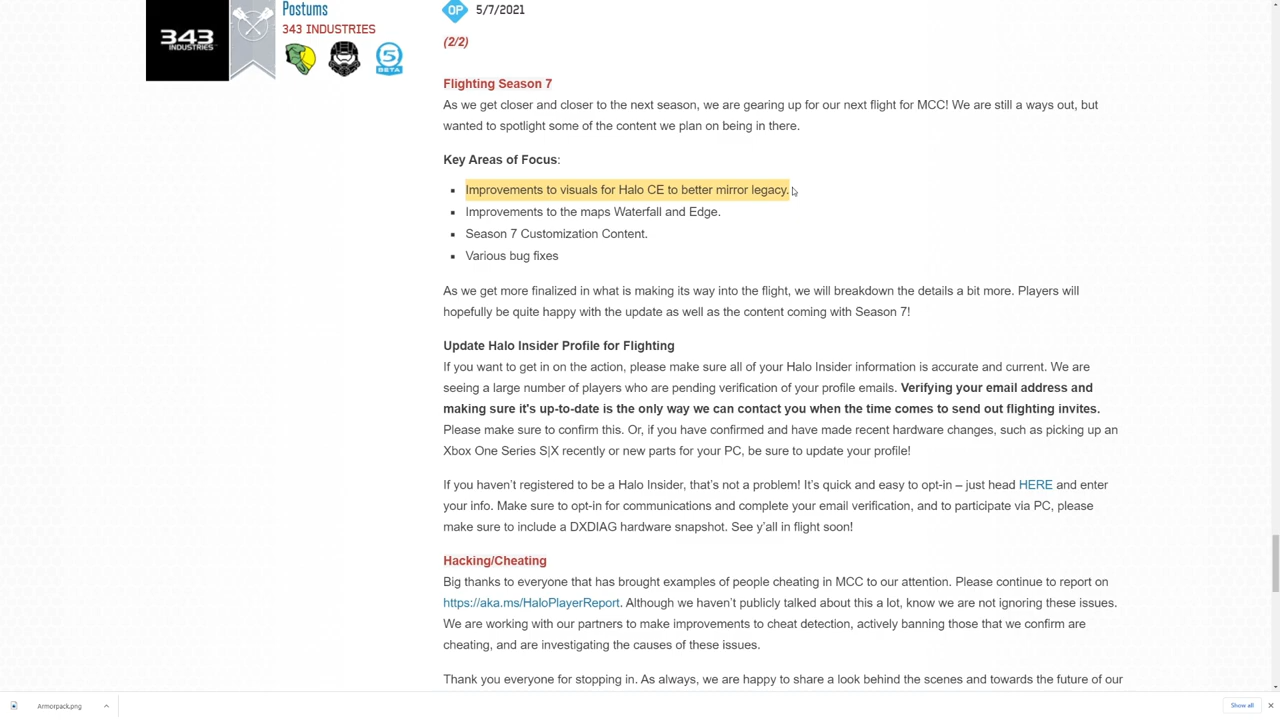 343
INDUSTRIES
Postums
343 INDUSTRIES
5
BETA
OP 5/7/2021
(2/2)
Flighting Season 7
As we get closer and closer to the next season, we are gearing up for our next flight for MCC! We are still a ways out, but
wanted to spotlight some of the content we plan on being in there.
Key Areas of Focus:
Improvements to visuals for Halo CE to better mirror legacy.
Improvements to the maps Waterfall and Edge.
Season 7 Customization Content.
Various bug fixes
As we get more finalized in what is making its way into the flight, we will breakdown the details a bit more. Players will
hopefully be quite happy with the update as well as the content coming with Season 7!
Update Halo Insider Profile for Flighting
If you want to get in on the action, please make sure all of your Halo Insider information is accurate and current. We are
seeing a large number of players who are pending verification of your profile emails. Verifying your email address and
making sure it's up-to-date is the only way we can contact you when the time comes to send out flighting invites.
Please make sure to confirm this. Or, if you have confirmed and have made recent hardware changes, such as picking up an
Xbox One Series S|X recently or new parts for your PC, be sure to update your profile!
If you haven't registered to be a Halo Insider, that's not a problem! It's quick and easy to opt-in – just head HERE and enter
your info. Make sure to opt-in for communications and complete your email verification, and to participate via PC, please
make sure to include a DXDIAG hardware snapshot. See y'all in flight soon!
Hacking/Cheating
Big thanks to everyone that has brought examples of people cheating in MCC to our attention. Please continue to report on
https://aka.ms/HaloPlayerReport. Although we haven't publicly talked about this a lot, know we are not ignoring these issues.
We are working with our partners to make improvements to cheat detection, actively banning those that we confirm are
cheating, and are investigating the causes of these issues.
Thank you everyone for stopping in. As always, we are happy to share a look behind the scenes and towards the future of our
Armorpack.png
Show all